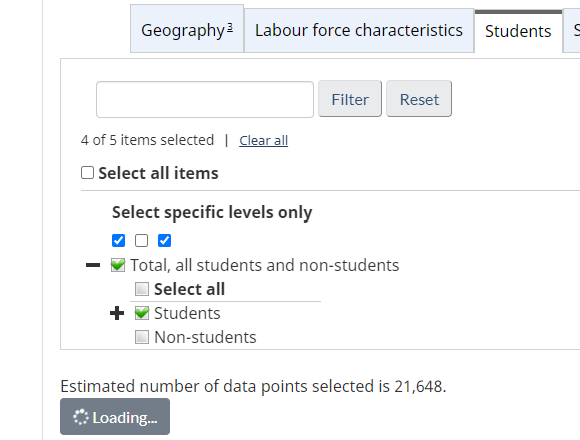 Geography 3 Labour force characteristics Students S
Filter Reset
4 of 5 items selected | Clear all
Select all items
Select specific levels only
Total, all students and non-students
Select all
Students
Non-students
Estimated number of data points selected is 21,648.
Loading...